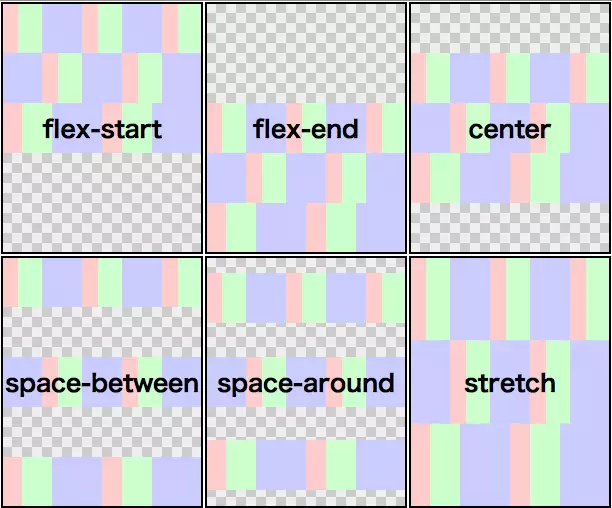 flex-start
flex-end
center
space-between
space-around
stretch